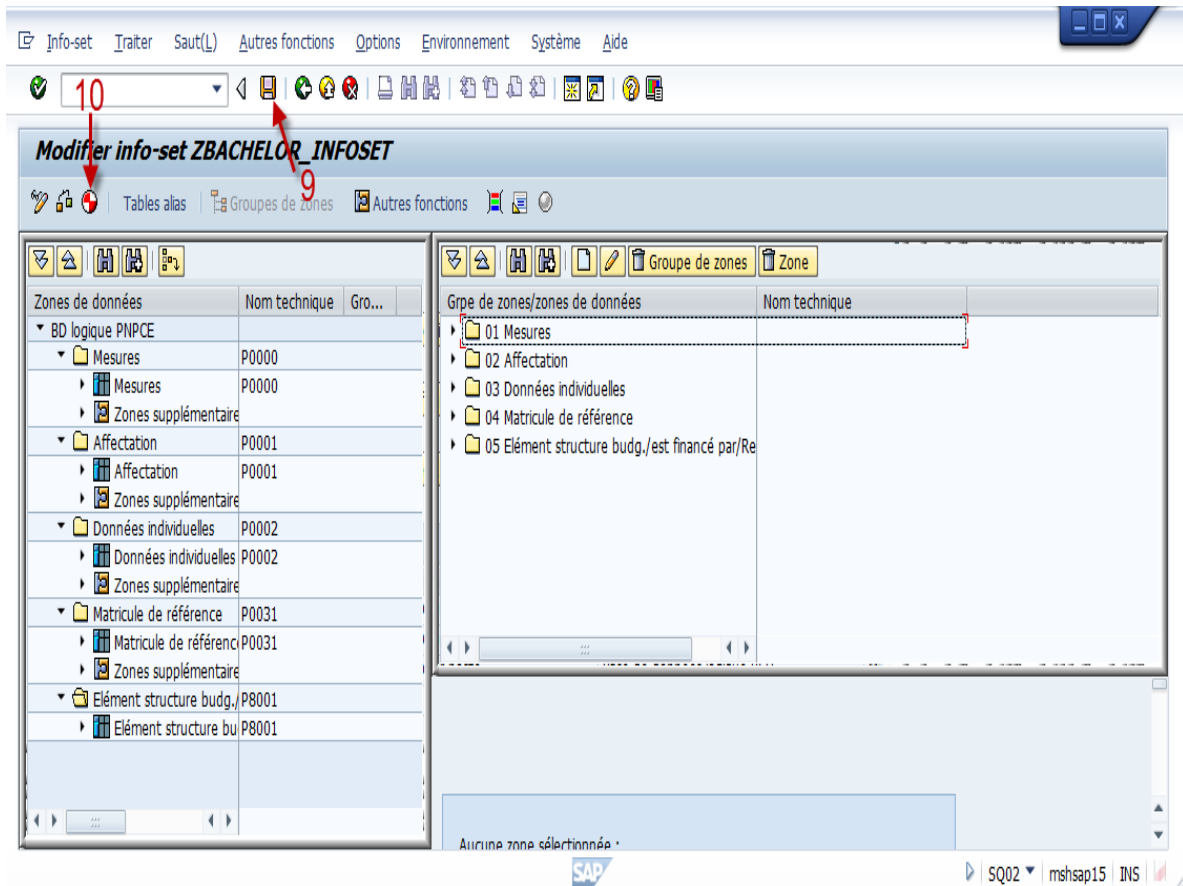 Info-set Traiter Saut(L) Autres fonctions Options Environnement Système Aide
10
Modifier info-set ZBACHELOR_INFOSET
9
Tables alias Groupes de zones Autres fonctions
Groupe de zones Zone
Zones de données Nom technique Gro...
BD logique PNPCE
Mesures P0000
Mesures P0000
Zones supplémentaire
Affectation P0001
Affectation P0001
Zones supplémentaire
Données individuelles P0002
Données individuelles P0002
Zones supplémentaire
Matricule de référence P0031
Matricule de référenc P0031
Zones supplémentaire
Elément structure budg./ P8001
Elément structure bu P8001
Grpe de zones/zones de données Nom technique
01 Mesures
02 Affectation
03 Données individuelles
04 Matricule de référence
05 Elément structure budg./est financé par/Re
Aucune zone sélectionnée :
SAP
SQ02 mshsap15 INS